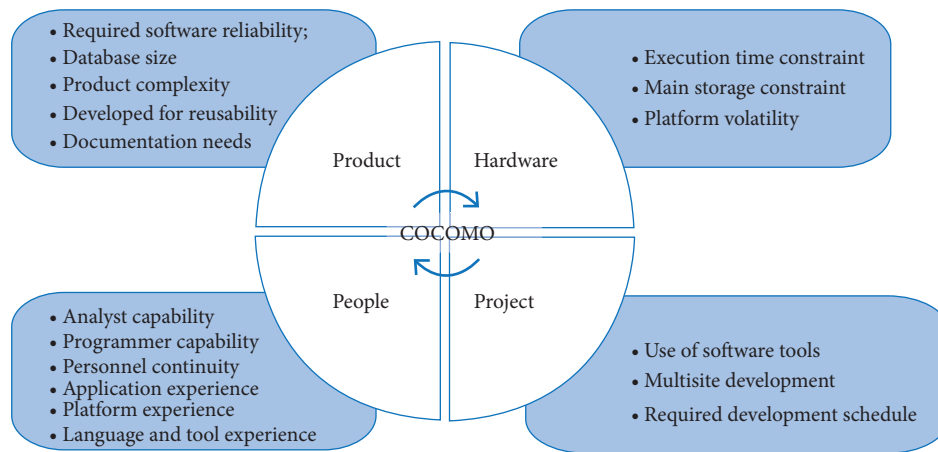 • Required software reliability;
• Database size
• Product complexity
• Developed for reusability
• Documentation needs
• Execution time constraint
• Main storage constraint
• Platform volatility
Product
Hardware
COCOMO
People
Project
• Analyst capability
• Programmer capability
• Personnel continuity
• Application experience
• Platform experience
• Language and tool experience
• Use of software tools
• Multisite development
• Required development schedule